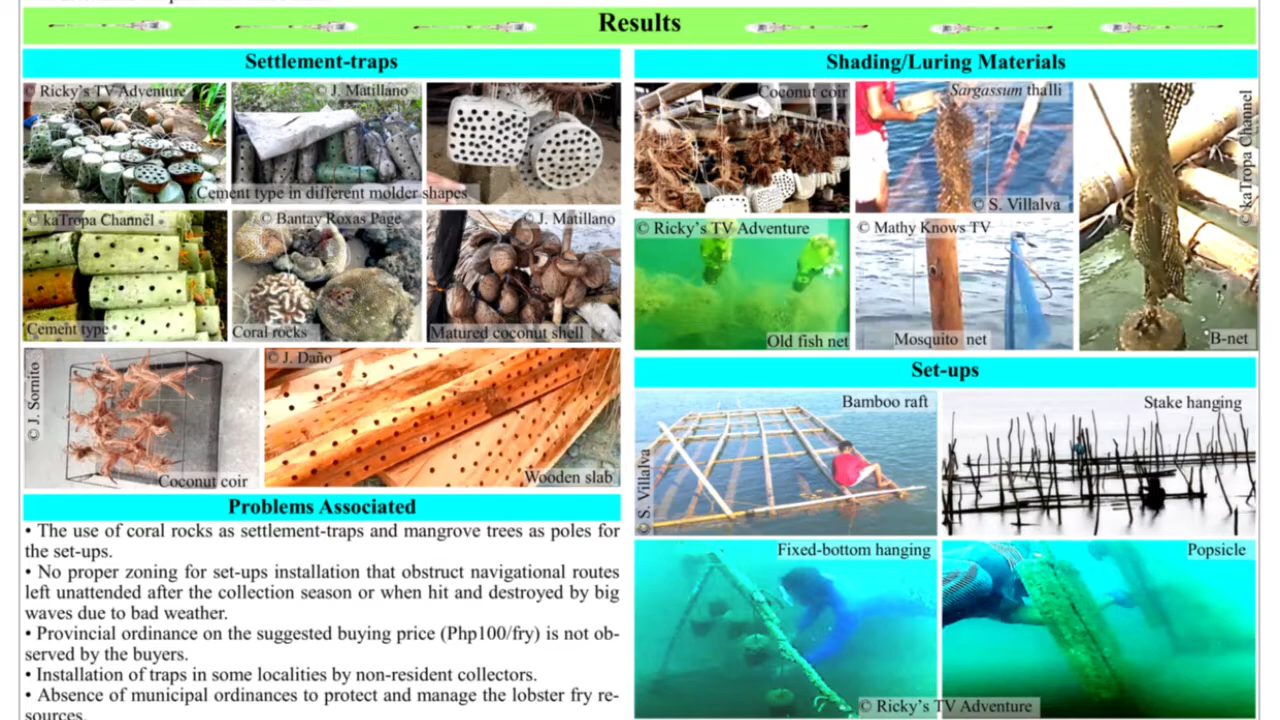 Results
Settlement-traps
© Ricky's TV Adventure
© J. Matillano
Cement type in different molder shapes
© kaTropa Channel
© Bantay Roxas Page
© J. Matillano
Cement type
Coral rocks
Matured coconut shell
© J. Sornito
Coconut coir
© J. Daño
Wooden slab
Problems Associated
• The use of coral rocks as settlement-traps and mangrove trees as poles for
the set-ups.
• No proper zoning for set-ups installation that obstruct navigational routes
left unattended after the collection season or when hit and destroyed by big
waves due to bad weather.
• Provincial ordinance on the suggested buying price (Php100/fry) is not ob-
served by the buyers.
• Installation of traps in some localities by non-resident collectors.
• Absence of municipal ordinances to protect and manage the lobster fry re-
sources.
Shading/Luring Materials
Coconut coir
Sargassum thalli
© S. Villalva
© kaTropa Channel
© Ricky's TV Adventure
© Mathy Knows TV
Old fish net
Mosquito net
B-net
Set-ups
Bamboo raft
Stake hanging
© S. Villalva
Fixed-bottom hanging
Popsicle
© Ricky's TV Adventure